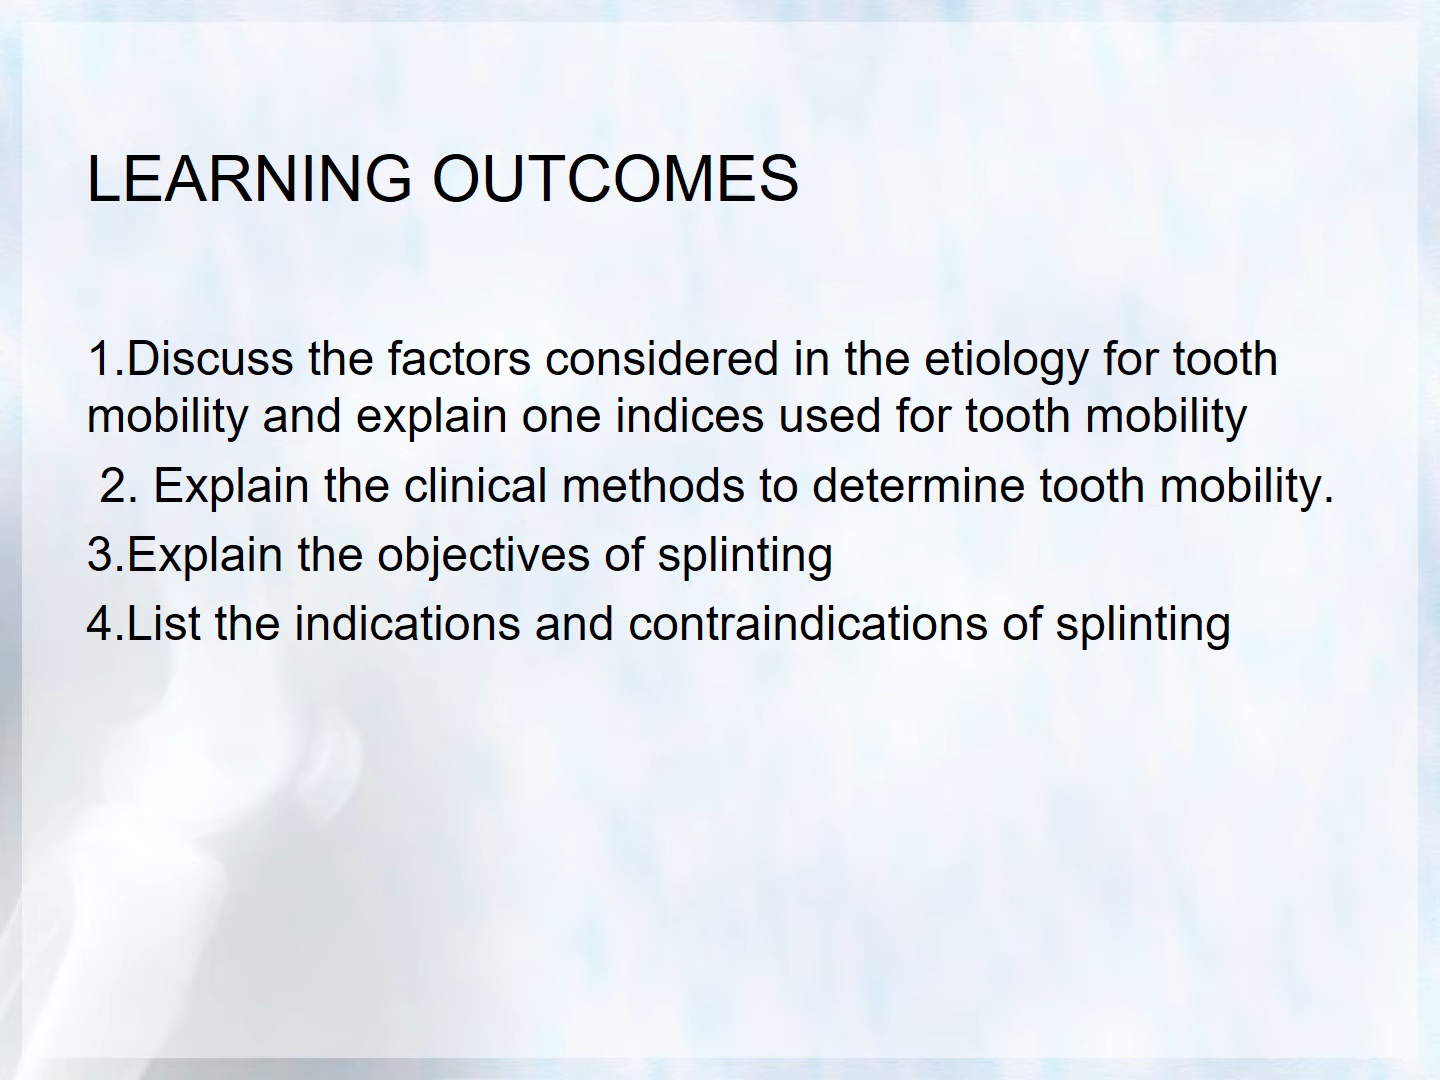 LEARNING OUTCOMES
1.Discuss the factors considered in the etiology for tooth
mobility and explain one indices used for tooth mobility
2. Explain the clinical methods to determine tooth mobility.
3.Explain the objectives of splinting
4.List the indications and contraindications of splinting